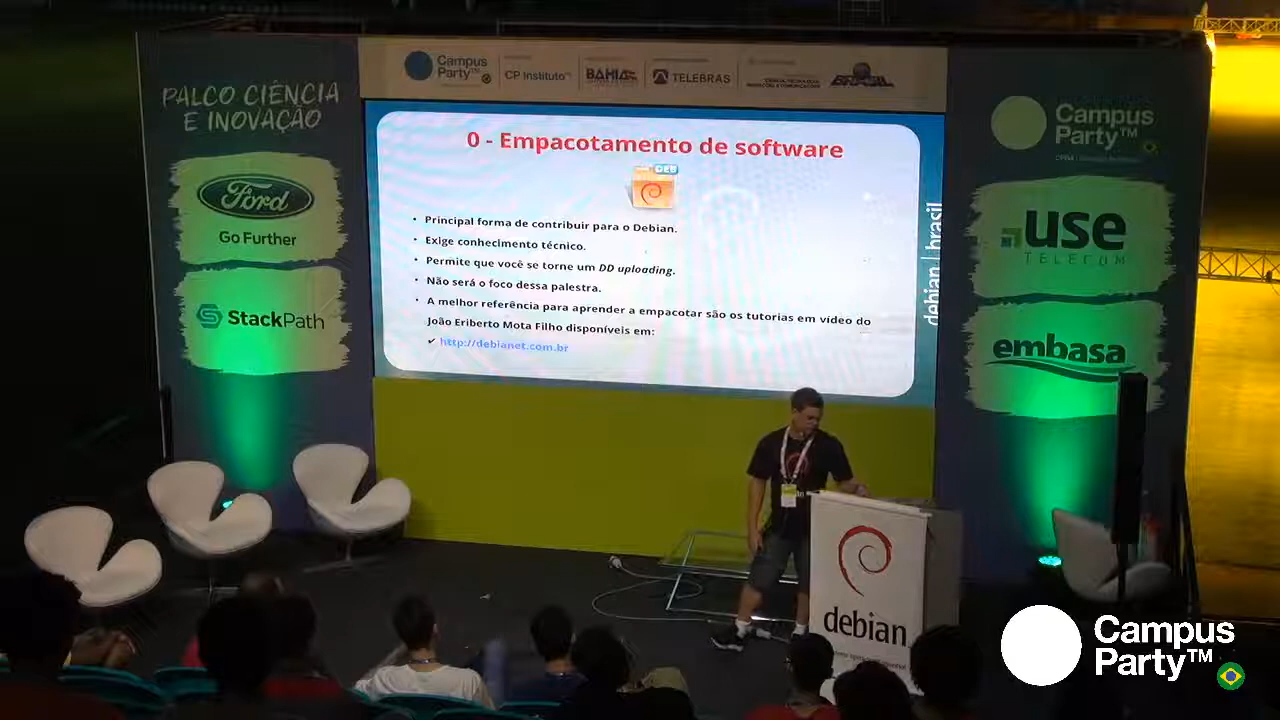 PALCO CIÊNCIA
E INOVAÇÃO
Ford
Go Further
StackPath
Campus
Party™
CP Instituto
BAHIA
TELEBRAS
BRASIL
0 - Empacotamento de software
DEB
• Principal forma de contribuir para o Debian.
• Exige conhecimento técnico.
• Permite que você se torne um DD uploading.
• Não será o foco dessa palestra.
• A melhor referência para aprender a empacotar são os tutorias em vídeo do
João Eriberto Mota Filho disponíveis em:
✔ http://debianet.com.br
debian | brasil
Campus
Party™
use
TELECOM
embasa
debian
Campus
Party™